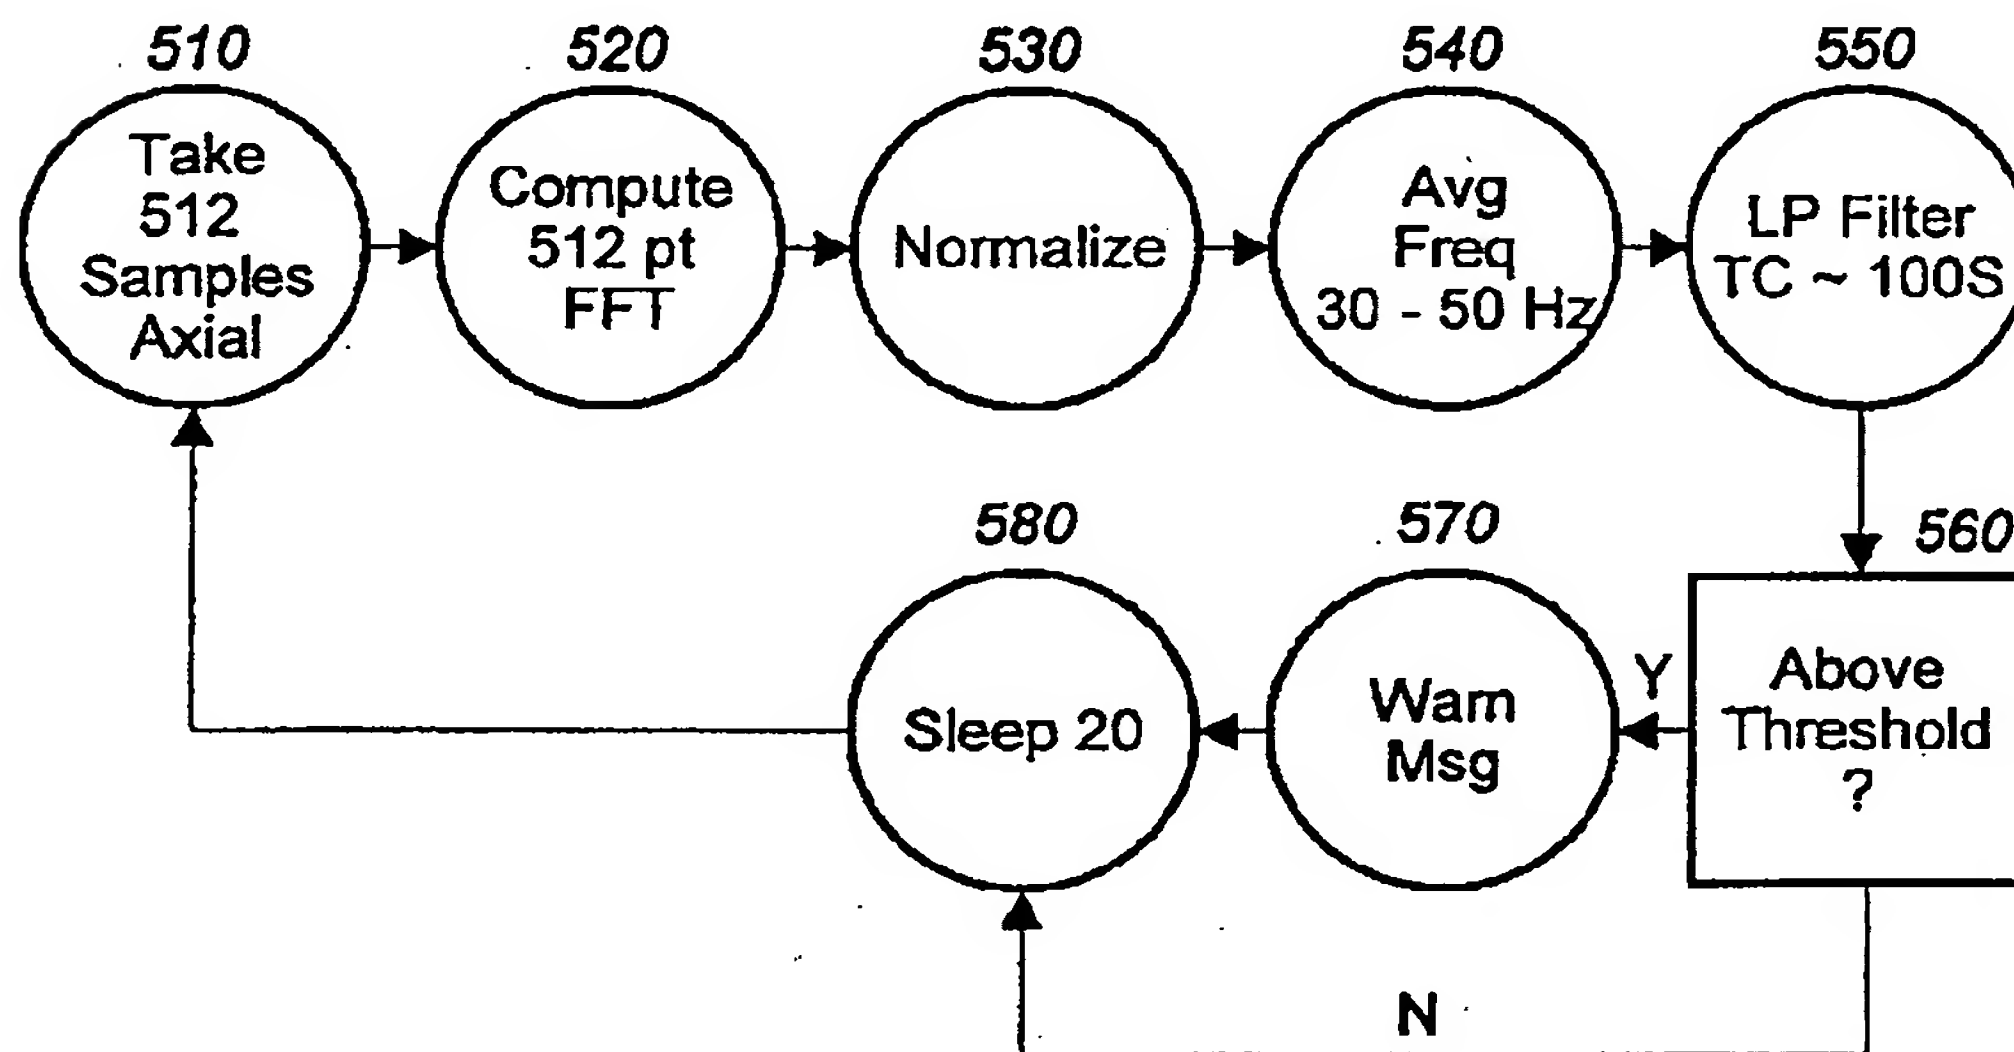 510
Take
512
Samples
Axial
520
Compute
512 pt
FFT
530
Normalize
540
Avg
Freq
30 - 50 Hz
550
LP Filter
TC ~ 100S
560
Above
Threshold
?
Y
570
Warn
Msg
580
Sleep 20
N